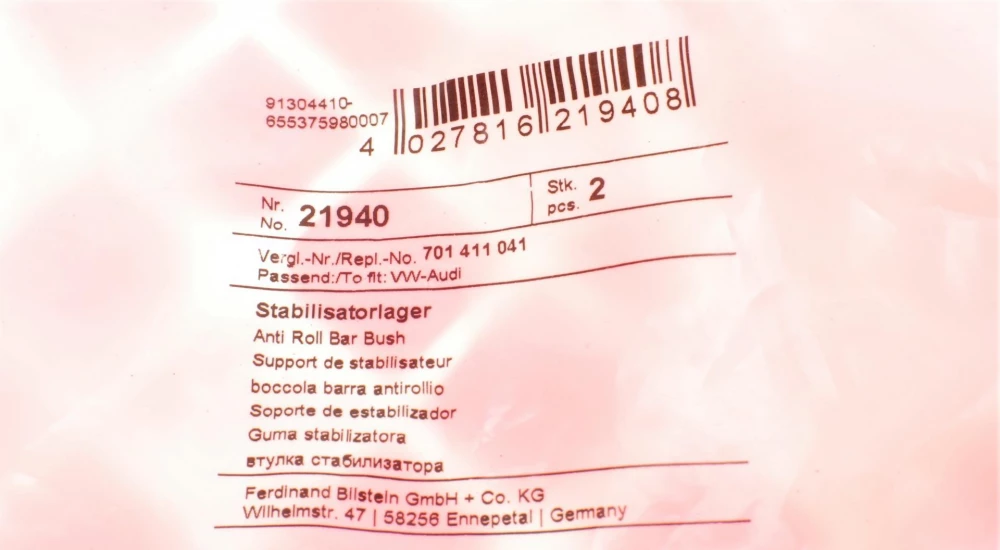 91304410-
655375980007
4 027816 219408
Nr.
No. 21940
Stk.
pcs. 2
Vergl.-Nr./Repl.-No. 701 411 041
Passend:/To fit: VW-Audi
Stabilisatorlager
Anti Roll Bar Bush
Support de stabilisateur
boccola barra antirollio
Soporte de estabilizador
Guma stabilizatora
втулка стабилизатора
Ferdinand Bilstein GmbH + Co. KG
Wilhelmstr. 47 | 58256 Ennepetal | Germany